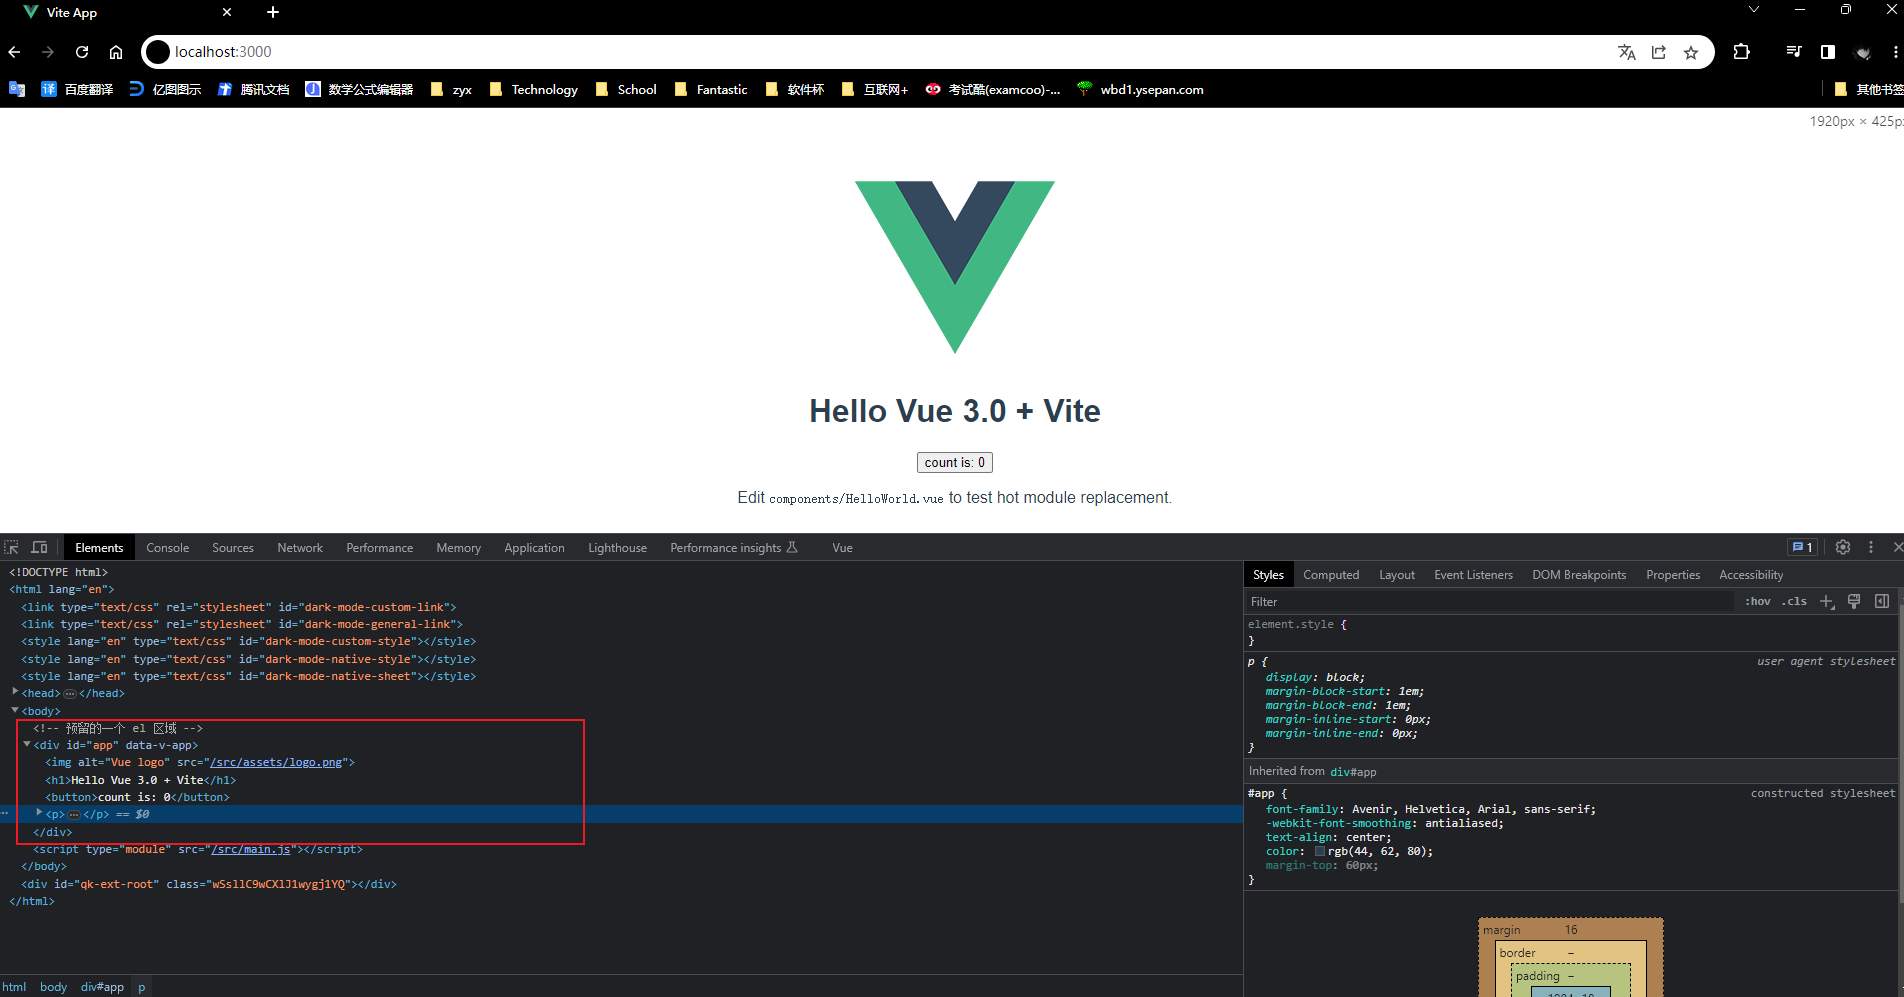 Vite App
localhost:3000
百度翻译 亿图图示 腾讯文档 数学公式编辑器 zyx Technology School Fantastic 软件杯 互联网+ 考试酷(examcoo)-... wbd1.ysepan.com 其他书签
1920px × 425px
Hello Vue 3.0 + Vite
count is: 0
Edit components/HelloWorld.vue to test hot module replacement.
Elements Console Sources Network Performance Memory Application Lighthouse Performance insights Vue 1
<!DOCTYPE html>
<html lang="en">
<link type="text/css" rel="stylesheet" id="dark-mode-custom-link">
<link type="text/css" rel="stylesheet" id="dark-mode-general-link">
<style lang="en" type="text/css" id="dark-mode-custom-style"></style>
<style lang="en" type="text/css" id="dark-mode-native-style"></style>
<style lang="en" type="text/css" id="dark-mode-native-sheet"></style>
<head>…</head>
<body>
<!-- 预留的一个 el 区域 -->
<div id="app" data-v-app>
<img alt="Vue logo" src="/src/assets/logo.png">
<h1>Hello Vue 3.0 + Vite</h1>
<button>count is: 0</button>
<p>…</p> == $0
</div>
<script type="module" src="/src/main.js"></script>
</body>
</html>
html body div#app p
Styles Computed Layout Event Listeners DOM Breakpoints Properties Accessibility
Filter :hov .cls
element.style {
}
p { user agent stylesheet
display: block;
margin-block-start: 1em;
margin-block-end: 1em;
margin-inline-start: 0px;
margin-inline-end: 0px;
}
Inherited from div#app
#app { constructed stylesheet
font-family: Avenir, Helvetica, Arial, sans-serif;
-webkit-font-smoothing: antialiased;
text-align: center;
color: rgb(44, 62, 80);
margin-top: 60px;
}
margin 16
border –
padding –